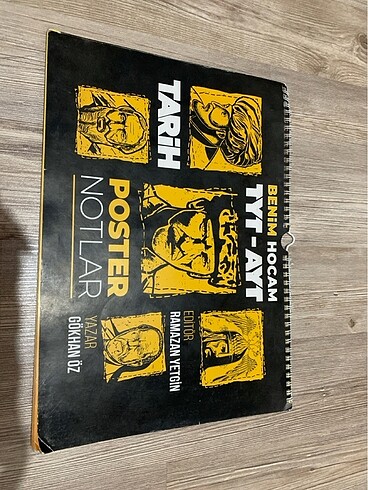 BENİM HOCAM
TYT - AYT
TARİH
POSTER
NOTLAR
EDİTÖR
RAMAZAN YETGİN
YAZAR
GÖKHAN ÖZ